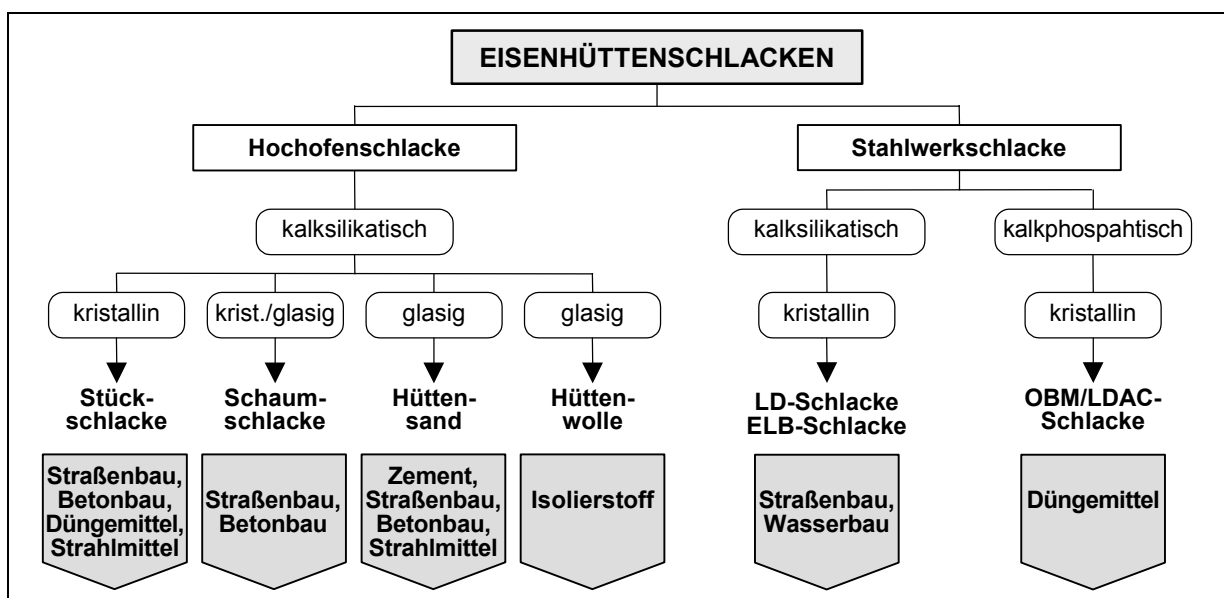 EISENHÜTTENSCHLACKEN
Hochofenschlacke
Stahlwerkschlacke
kalksilikatisch
kalksilikatisch
kalkphospahtisch
kristallin
krist./glasig
glasig
glasig
kristallin
kristallin
Stück-
schlacke
Schaum-
schlacke
Hütten-
sand
Hütten-
wolle
LD-Schlacke
ELB-Schlacke
OBM/LDAC-
Schlacke
Straßenbau,
Betonbau,
Düngemittel,
Strahlmittel
Straßenbau,
Betonbau
Zement,
Straßenbau,
Betonbau,
Strahlmittel
Isolierstoff
Straßenbau,
Wasserbau
Düngemittel